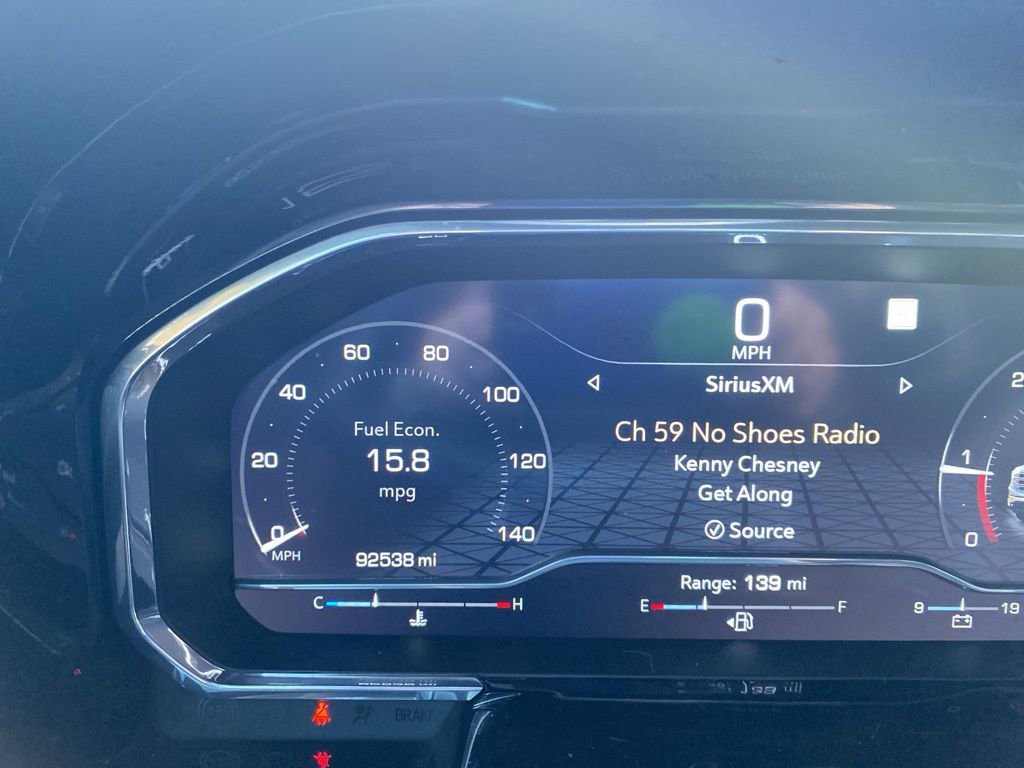 0
MPH
SiriusXM
Ch 59 No Shoes Radio
Kenny Chesney
Get Along
Source
60 80
40 100
20 120
0 140
MPH
Fuel Econ.
15.8
mpg
92538 mi
1
0
Range: 139 mi
C H
E F
9 19